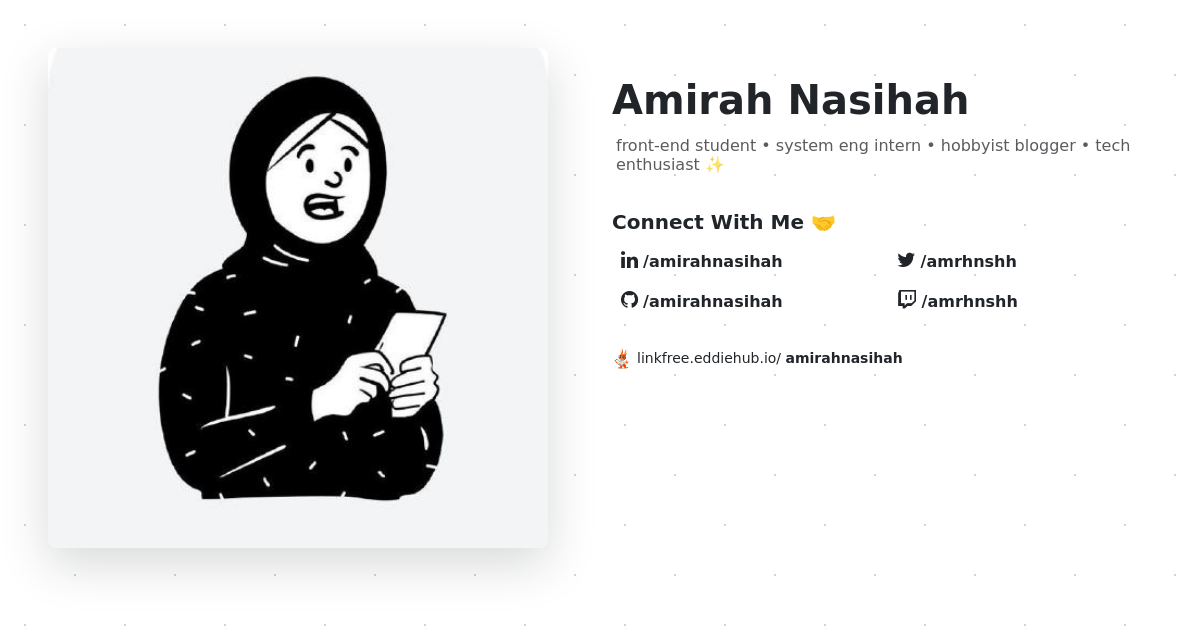 Amirah Nasihah
front-end student • system eng intern • hobbyist blogger • tech
enthusiast ✨
Connect With Me 🤝
/amirahnasihah
/amrhnshh
/amirahnasihah
/amrhnshh
linkfree.eddiehub.io/ amirahnasihah